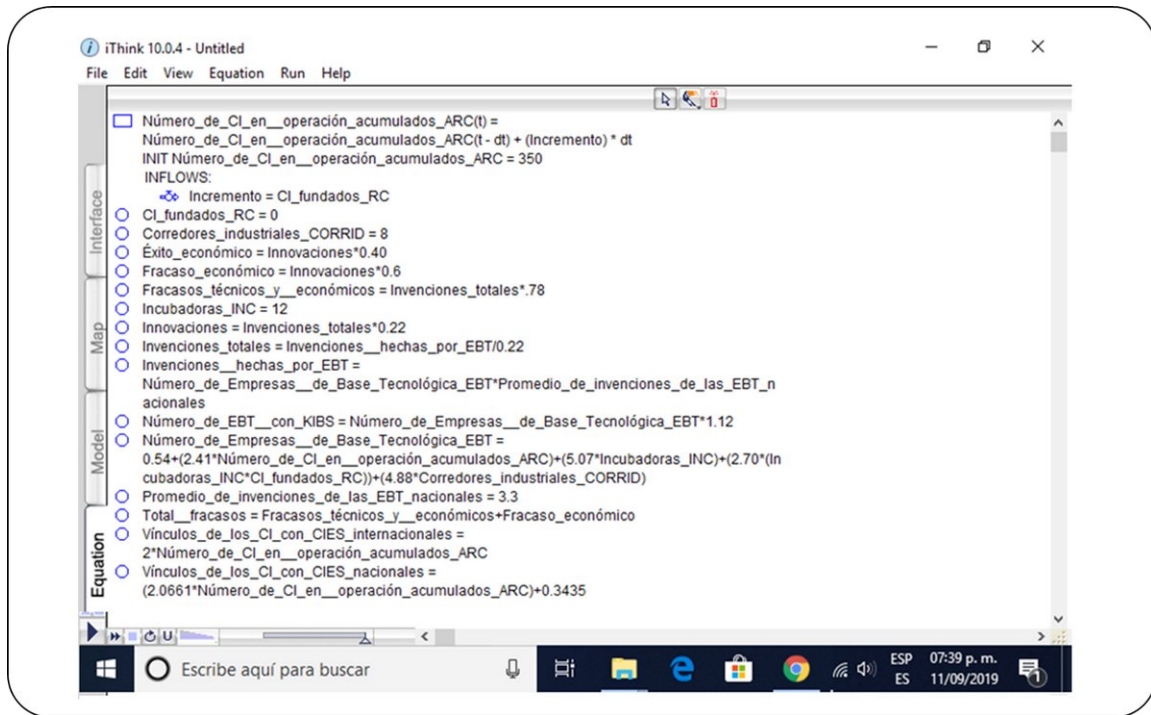 iThink 10.0.4 - Untitled
File Edit View Equation Run Help
Número_de_CI_en__operación_acumulados_ARC(t) =
Número_de_CI_en__operación_acumulados_ARC(t - dt) + (Incremento) * dt
INIT Número_de_CI_en__operación_acumulados_ARC = 350
INFLOWS:
Incremento = CI_fundados_RC
CI_fundados_RC = 0
Corredores_industriales_CORRID = 8
Éxito_económico = Innovaciones*0.40
Fracaso_económico = Innovaciones*0.6
Fracasos_técnicos_y__económicos = Invenciones_totales*.78
Incubadoras_INC = 12
Innovaciones = Invenciones_totales*0.22
Invenciones_totales = Invenciones__hechas_por_EBT/0.22
Invenciones__hechas_por_EBT =
Número_de_Empresas__de_Base_Tecnológica_EBT*Promedio_de_invenciones_de_las_EBT_n
acionales
Número_de_EBT__con_KIBS = Número_de_Empresas__de_Base_Tecnológica_EBT*1.12
Número_de_Empresas__de_Base_Tecnológica_EBT =
0.54+(2.41*Número_de_CI_en__operación_acumulados_ARC)+(5.07*Incubadoras_INC)+(2.70*(In
cubadoras_INC*CI_fundados_RC))+(4.88*Corredores_industriales_CORRID)
Promedio_de_invenciones_de_las_EBT_nacionales = 3.3
Total__fracasos = Fracasos_técnicos_y__económicos+Fracaso_económico
Vínculos_de_los_CI_con_CIES_internacionales =
2*Número_de_CI_en__operación_acumulados_ARC
Vínculos_de_los_CI_con_CIES_nacionales =
(2.0661*Número_de_CI_en__operación_acumulados_ARC)+0.3435
Interface
Map
Model
Equation
U
Escribe aquí para buscar
ESP
ES
07:39 p. m.
11/09/2019
1